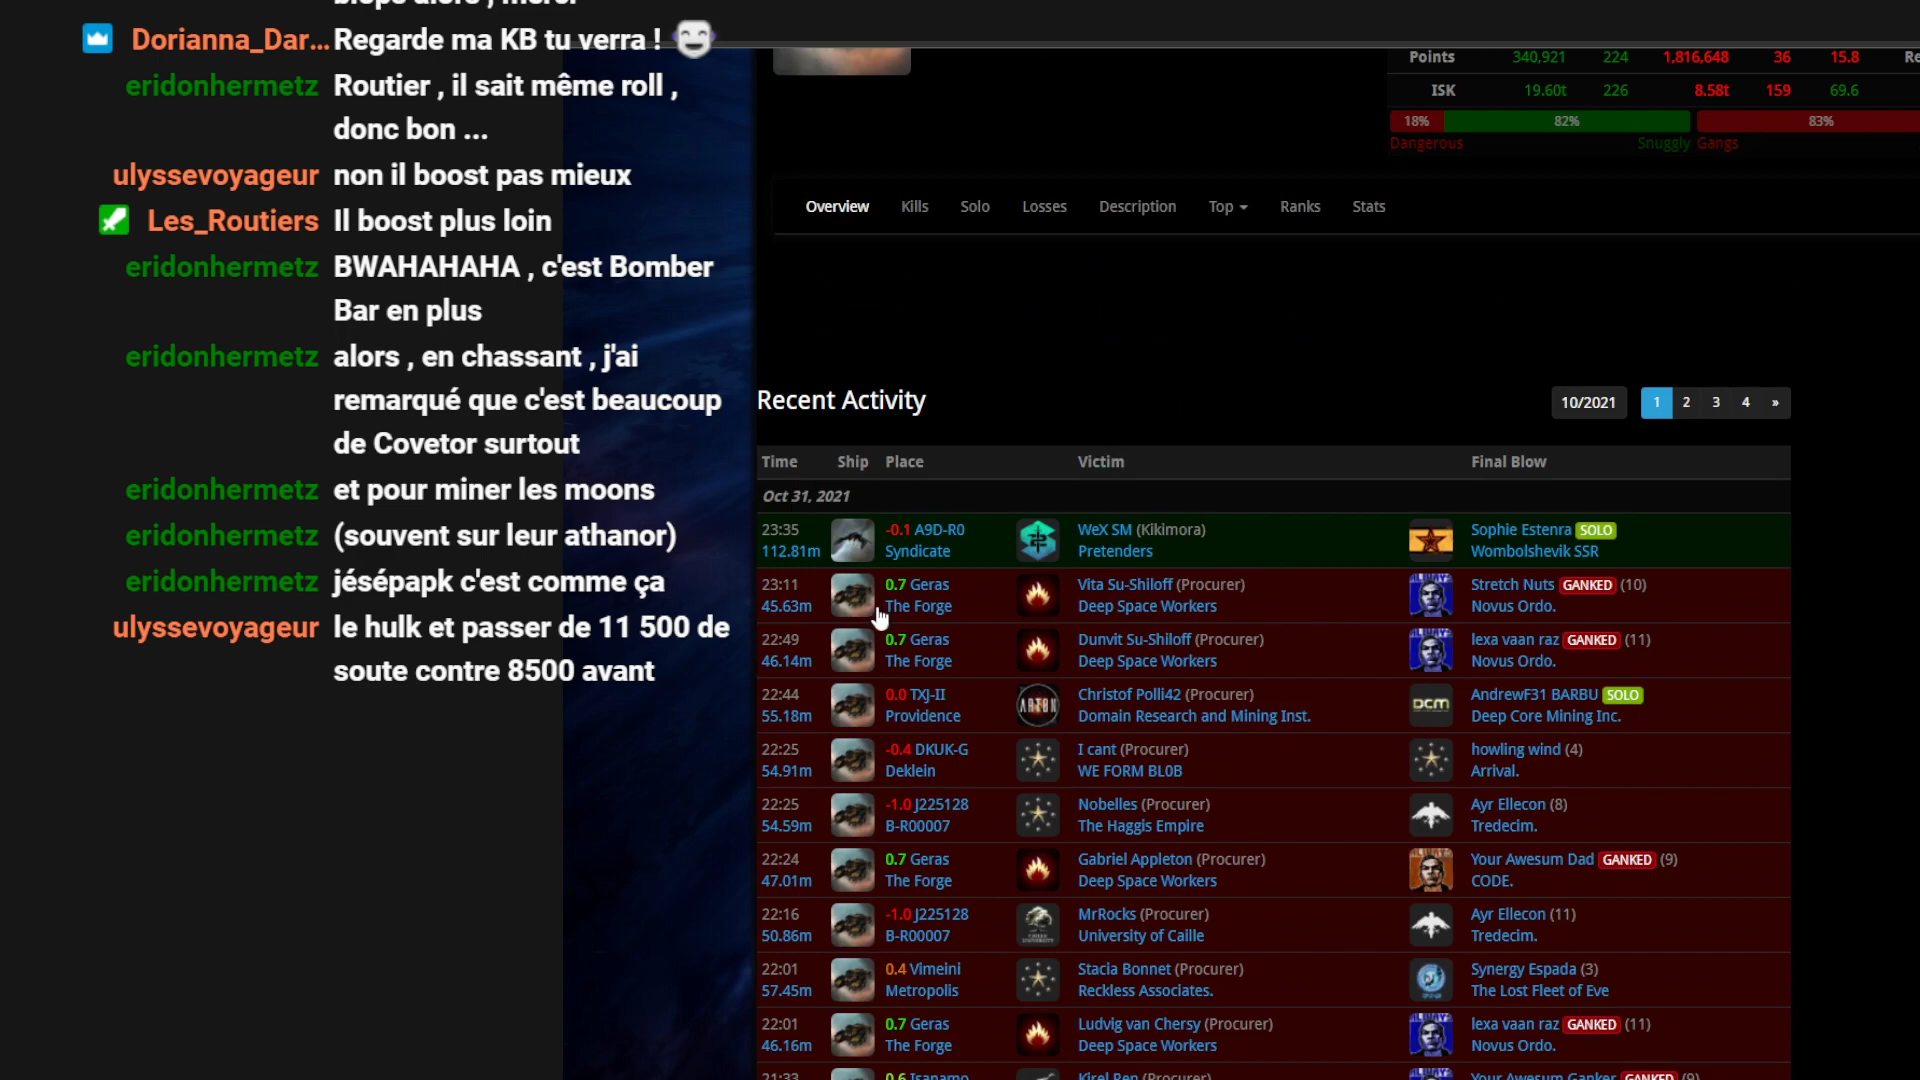 Dorianna_Dar... Regarde ma KB tu verra !
eridonhermetz Routier , il sait même roll ,
donc bon ...
ulyssevoyageur non il boost pas mieux
Les_Routiers Il boost plus loin
eridonhermetz BWAHAHAHA , c'est Bomber
Bar en plus
eridonhermetz alors , en chassant , j'ai
remarqué que c'est beaucoup
de Covetor surtout
eridonhermetz et pour miner les moons
eridonhermetz (souvent sur leur athanor)
eridonhermetz jésépapk c'est comme ça
ulyssevoyageur le hulk et passer de 11 500 de
soute contre 8500 avant
Points 340,921 224 1,816,648 36 15.8
ISK 19.60t 226 8.58t 159 69.6
18% 82% 83%
Dangerous Snuggly Gangs
Overview Kills Solo Losses Description Top Ranks Stats
Recent Activity 10/2021 1 2 3 4 »
Time Ship Place Victim Final Blow
Oct 31, 2021
23:35 -0.1 A9D-R0 WeX SM (Kikimora) Sophie Estenra SOLO
112.81m Syndicate Pretenders Wombolshevik SSR
23:11 0.7 Geras Vita Su-Shiloff (Procurer) Stretch Nuts GANKED (10)
45.63m The Forge Deep Space Workers Novus Ordo.
22:49 0.7 Geras Dunvit Su-Shiloff (Procurer) lexa vaan raz GANKED (11)
46.14m The Forge Deep Space Workers Novus Ordo.
22:44 0.0 TXJ-II Christof Polli42 (Procurer) AndrewF31 BARBU SOLO
55.18m Providence Domain Research and Mining Inst. DCM Deep Core Mining Inc.
22:25 -0.4 DKUK-G I cant (Procurer) howling wind (4)
54.91m Deklein WE FORM BL0B Arrival.
22:25 -1.0 J225128 Nobelles (Procurer) Ayr Ellecon (8)
54.59m B-R00007 The Haggis Empire Tredecim.
22:24 0.7 Geras Gabriel Appleton (Procurer) Your Awesum Dad GANKED (9)
47.01m The Forge Deep Space Workers CODE.
22:16 -1.0 J225128 MrRocks (Procurer) Ayr Ellecon (11)
50.86m B-R00007 University of Caille Tredecim.
22:01 0.4 Vimeini Stacia Bonnet (Procurer) Synergy Espada (3)
57.45m Metropolis Reckless Associates. The Lost Fleet of Eve
22:01 0.7 Geras Ludvig van Chersy (Procurer) lexa vaan raz GANKED (11)
46.16m The Forge Deep Space Workers Novus Ordo.
21:33 0.6 Isanamo Kirel Ren (Procurer) Your Awesum Ganker GANKED (9)